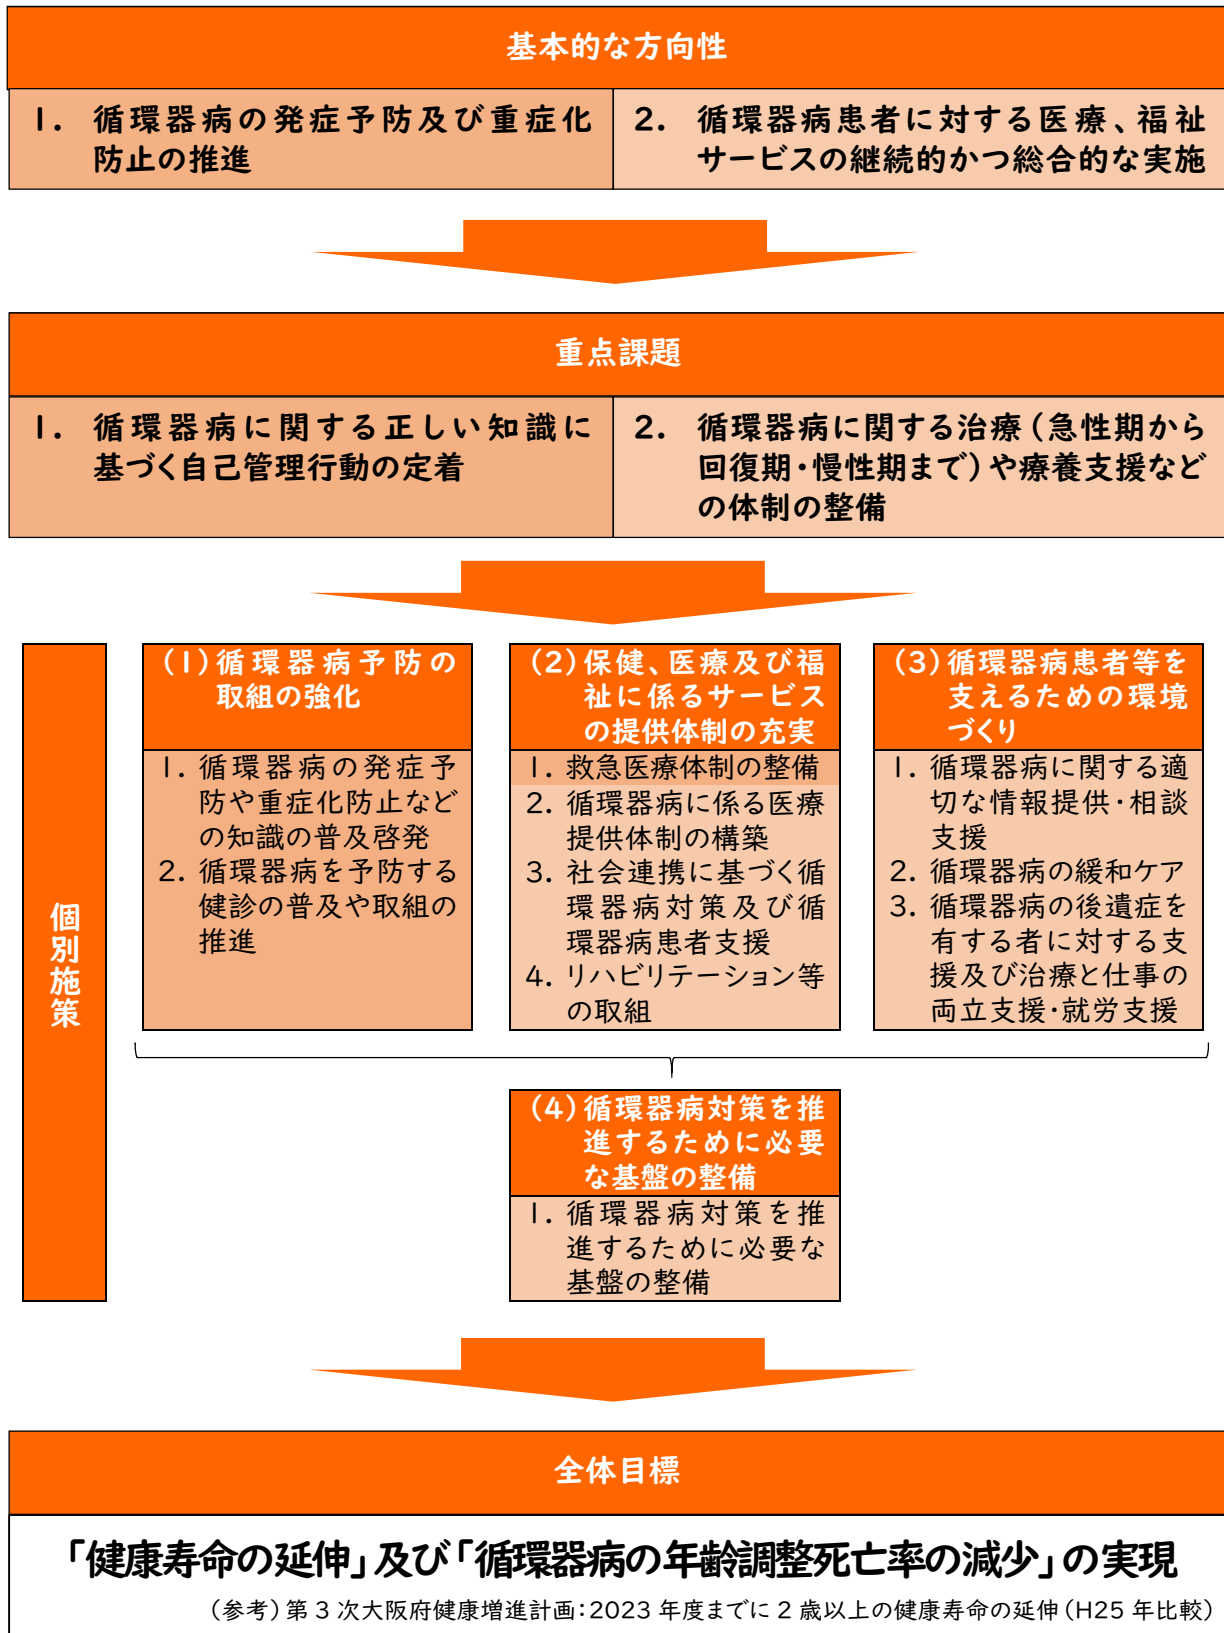 基本的な方向性
1. 循環器病の発症予防及び重症化
防止の推進
2. 循環器病患者に対する医療、福祉
サービスの継続的かつ総合的な実施
重点課題
1. 循環器病に関する正しい知識に
基づく自己管理行動の定着
2. 循環器病に関する治療(急性期から
回復期・慢性期まで)や療養支援など
の体制の整備
個別施策
(1)循環器病予防の
取組の強化
1. 循環器病の発症予
防や重症化防止など
の知識の普及啓発
2. 循環器病を予防する
健診の普及や取組の
推進
(2)保健、医療及び福
祉に係るサービス
の提供体制の充実
1. 救急医療体制の整備
2. 循環器病に係る医療
提供体制の構築
3. 社会連携に基づく循
環器病対策及び循
環器病患者支援
4. リハビリテーション等
の取組
(3)循環器病患者等を
支えるための環境
づくり
1. 循環器病に関する適
切な情報提供・相談
支援
2. 循環器病の緩和ケア
3. 循環器病の後遺症を
有する者に対する支
援及び治療と仕事の
両立支援・就労支援
(4)循環器病対策を推
進するために必要
な基盤の整備
1. 循環器病対策を推
進するために必要な
基盤の整備
全体目標
「健康寿命の延伸」及び「循環器病の年齢調整死亡率の減少」の実現
(参考)第3次大阪府健康増進計画:2023年度までに2歳以上の健康寿命の延伸(H25年比較)